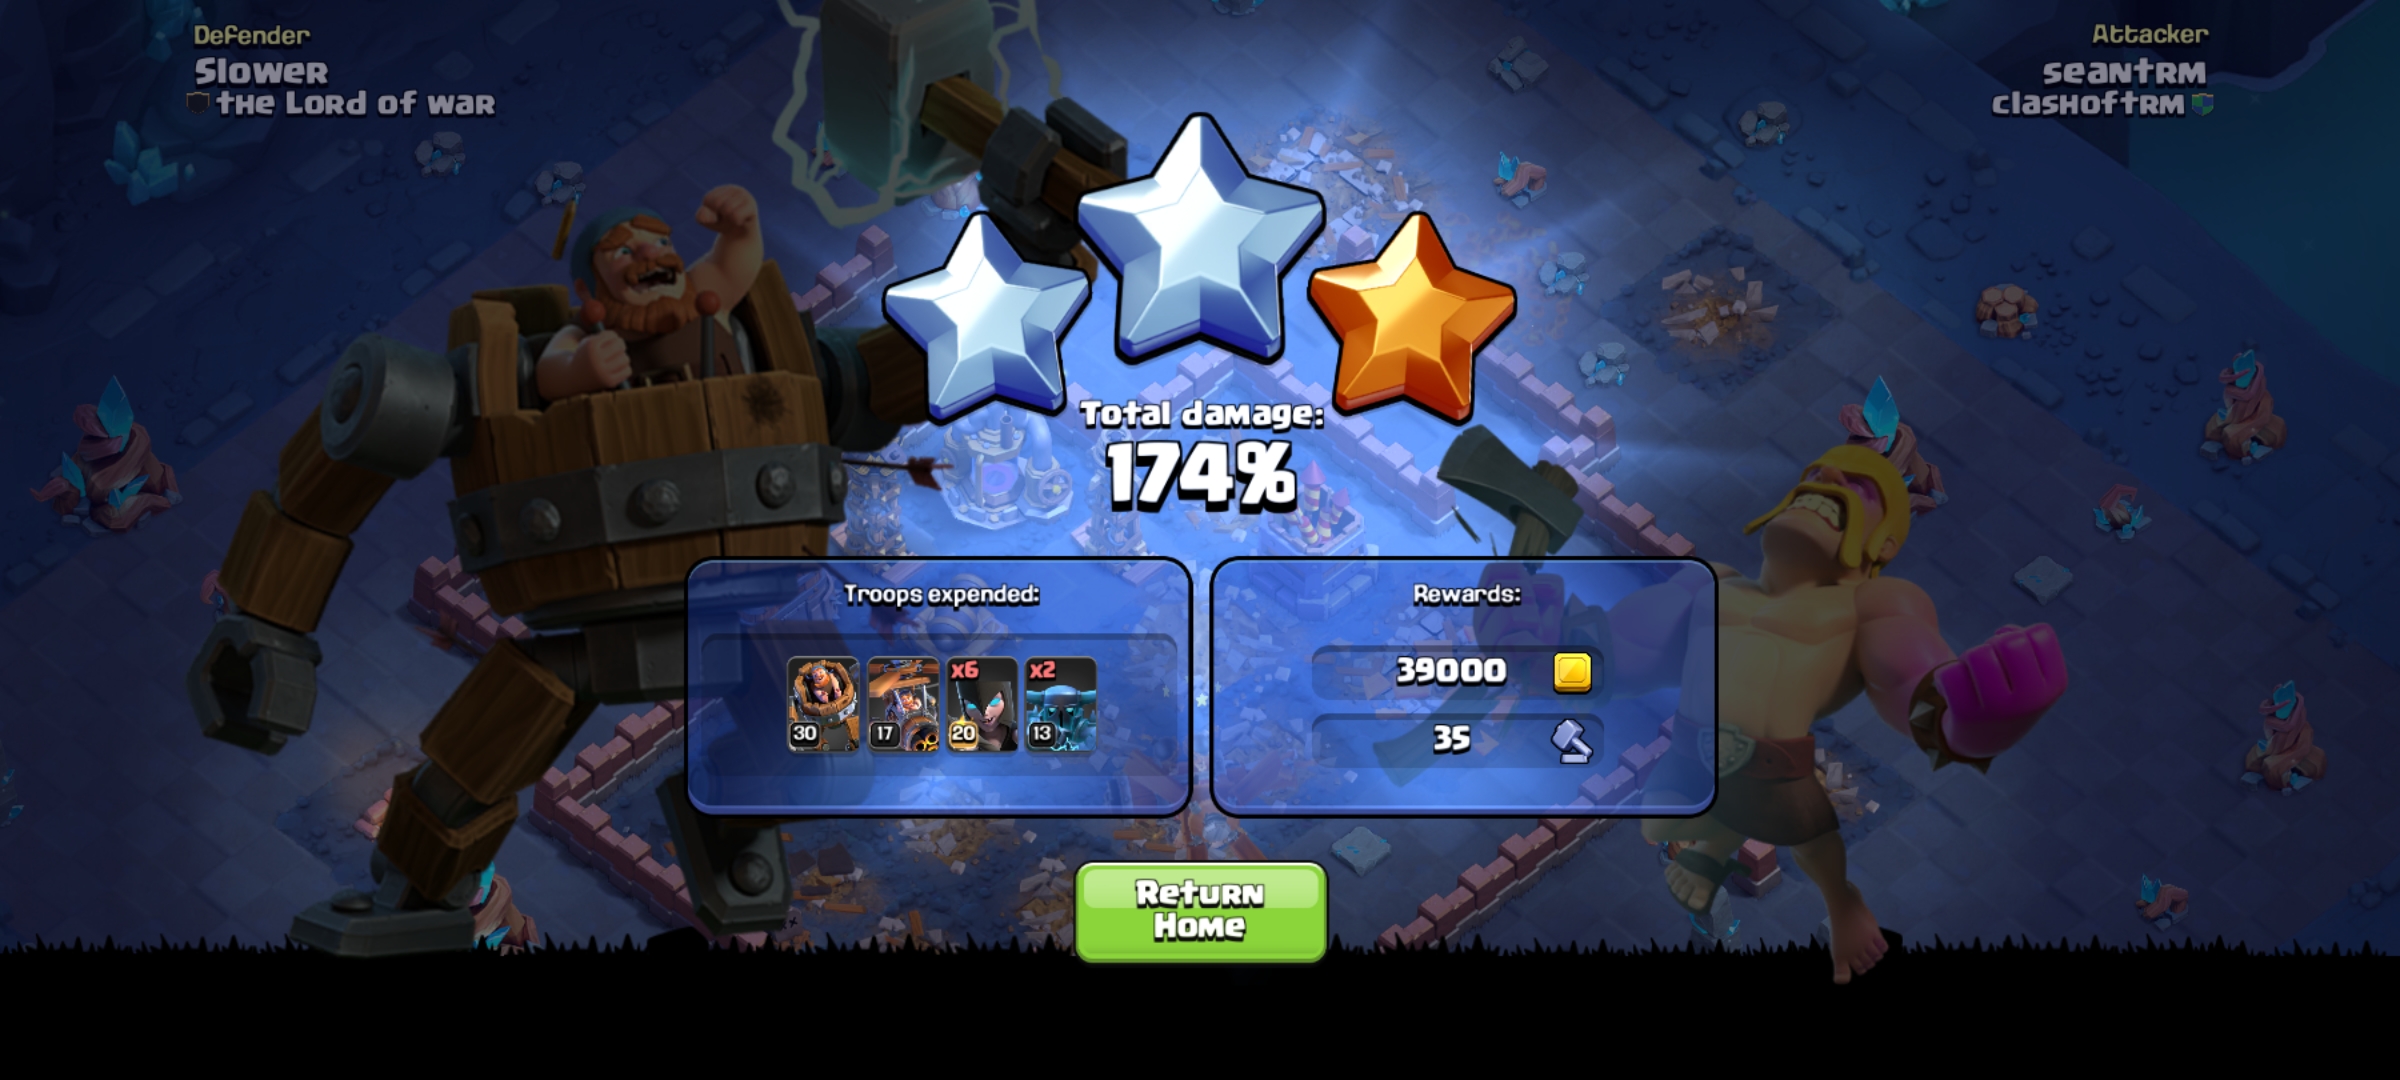 Defender
Slower
the Lord of war
Attacker
seantrm
clashoftrm
Total damage:
174%
Troops expended:
x6
x2
30
17
20
13
Rewards:
39000
35
Return
Home